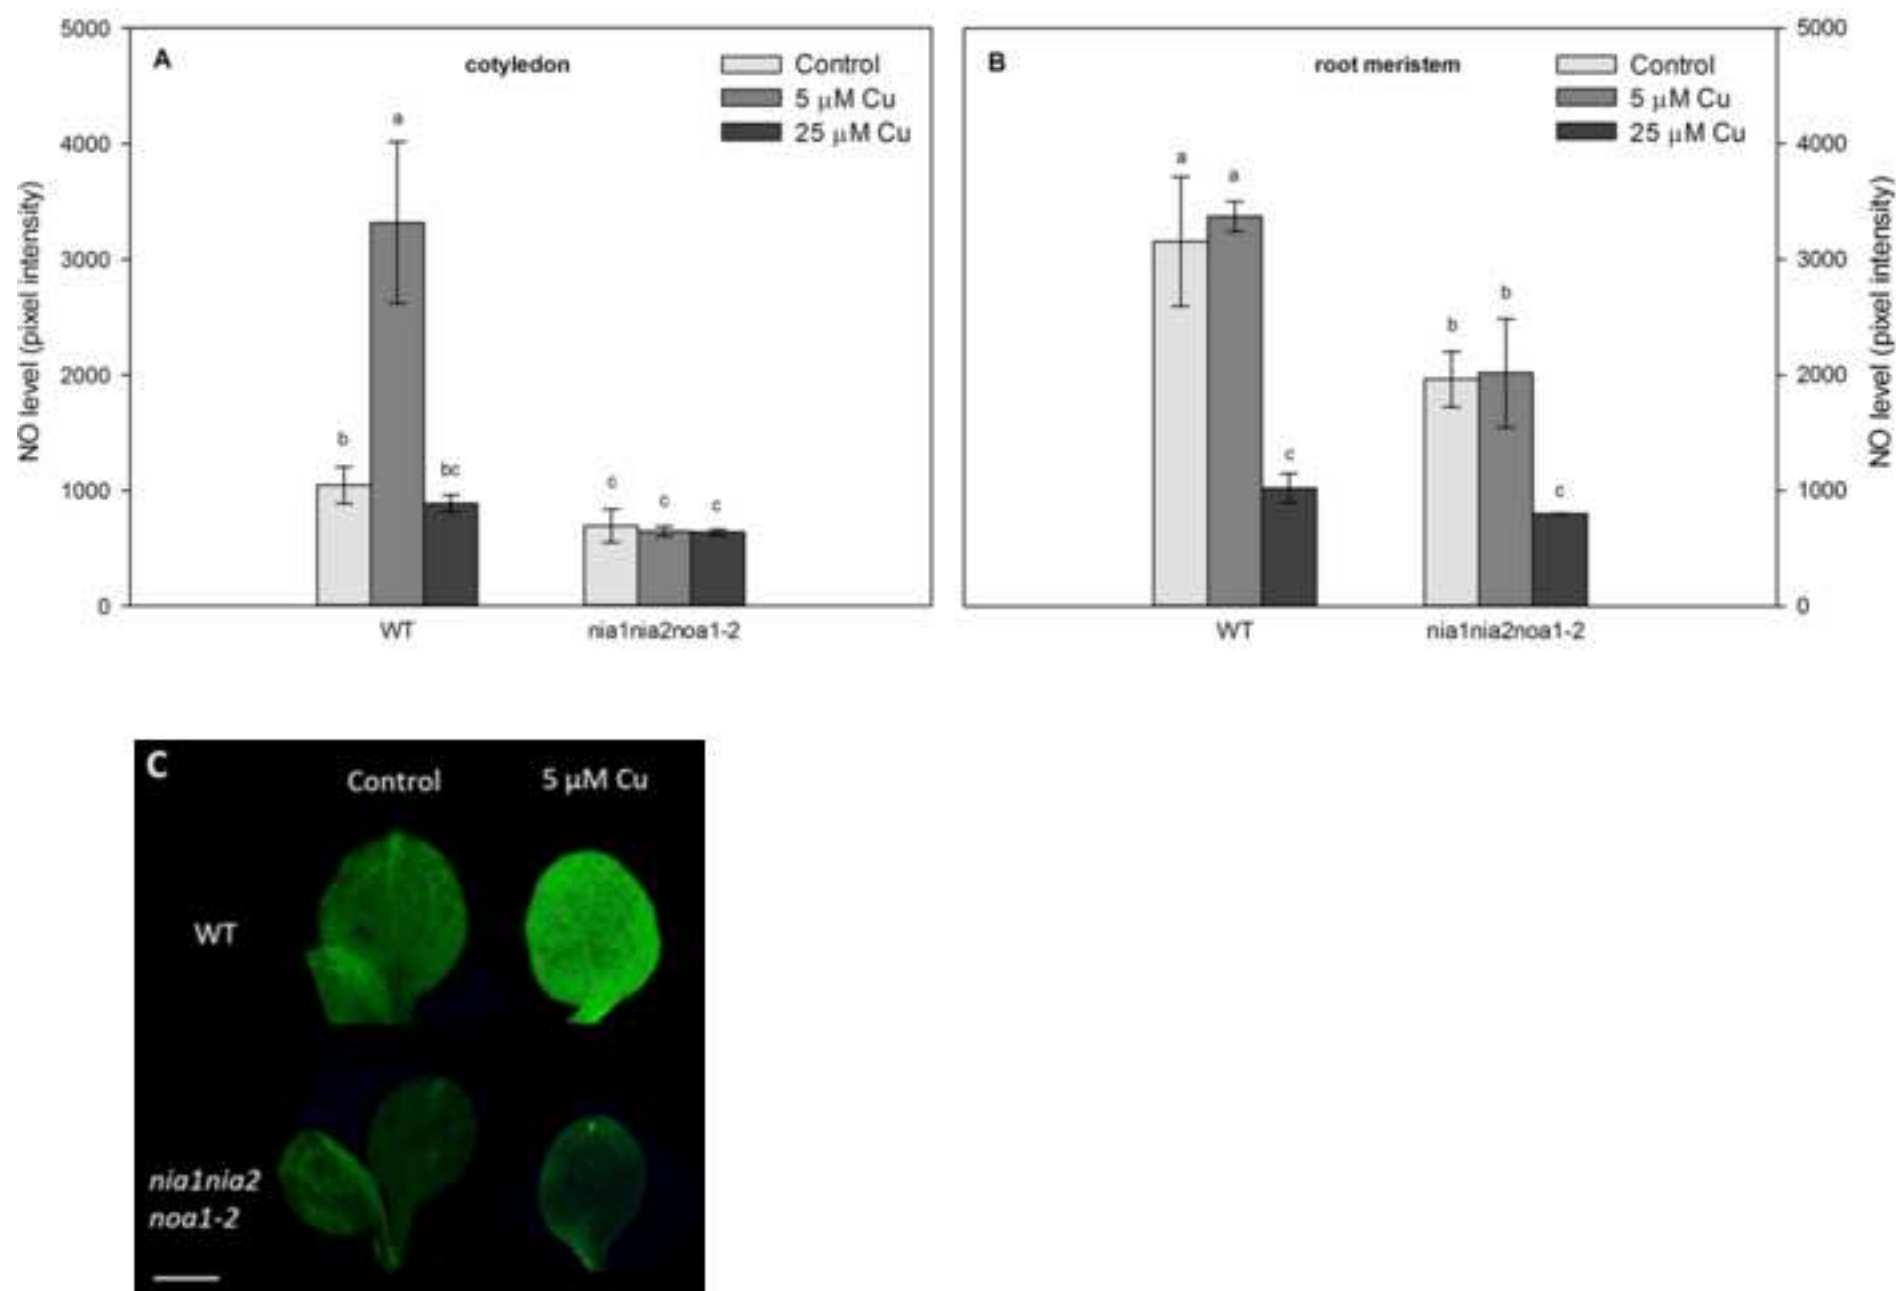 A
cotyledon
Control
5 μM Cu
25 μM Cu
NO level (pixel intensity)
5000
4000
3000
2000
1000
0
a
b
bc
c
c
c
WT
nia1nia2noa1-2
B
root meristem
Control
5 μM Cu
25 μM Cu
a
a
c
b
b
c
WT
nia1nia2noa1-2
5000
4000
3000
2000
1000
0
NO level (pixel intensity)
C
Control
5 μM Cu
WT
nia1nia2
noa1-2